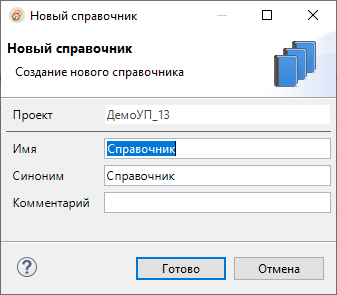 Новый справочник
Новый справочник
Создание нового справочника
Проект ДемоУП_13
Имя Справочник
Синоним Справочник
Комментарий
? Готово Отмена